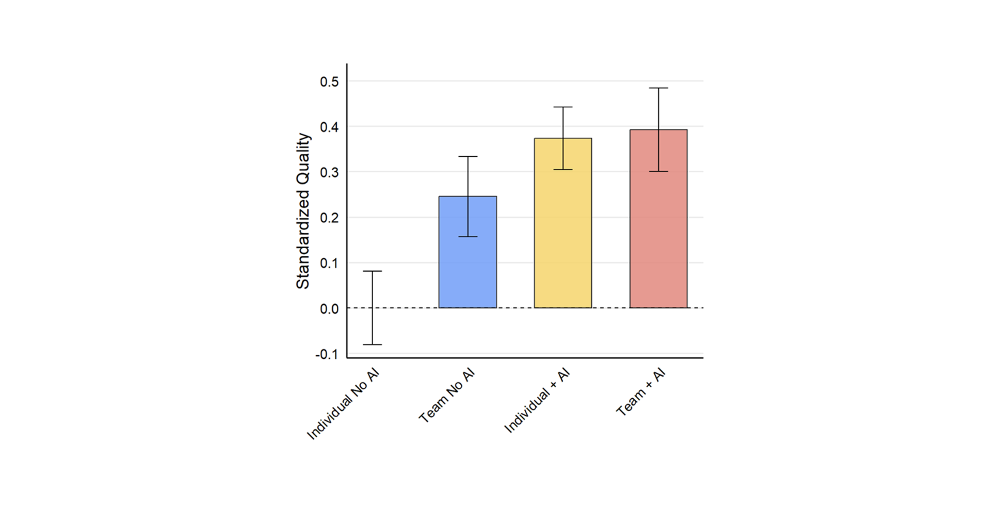 Standardized Quality
0.5
0.4
0.3
0.2
0.1
0.0
-0.1
Individual No AI
Team No AI
Individual + AI
Team + AI